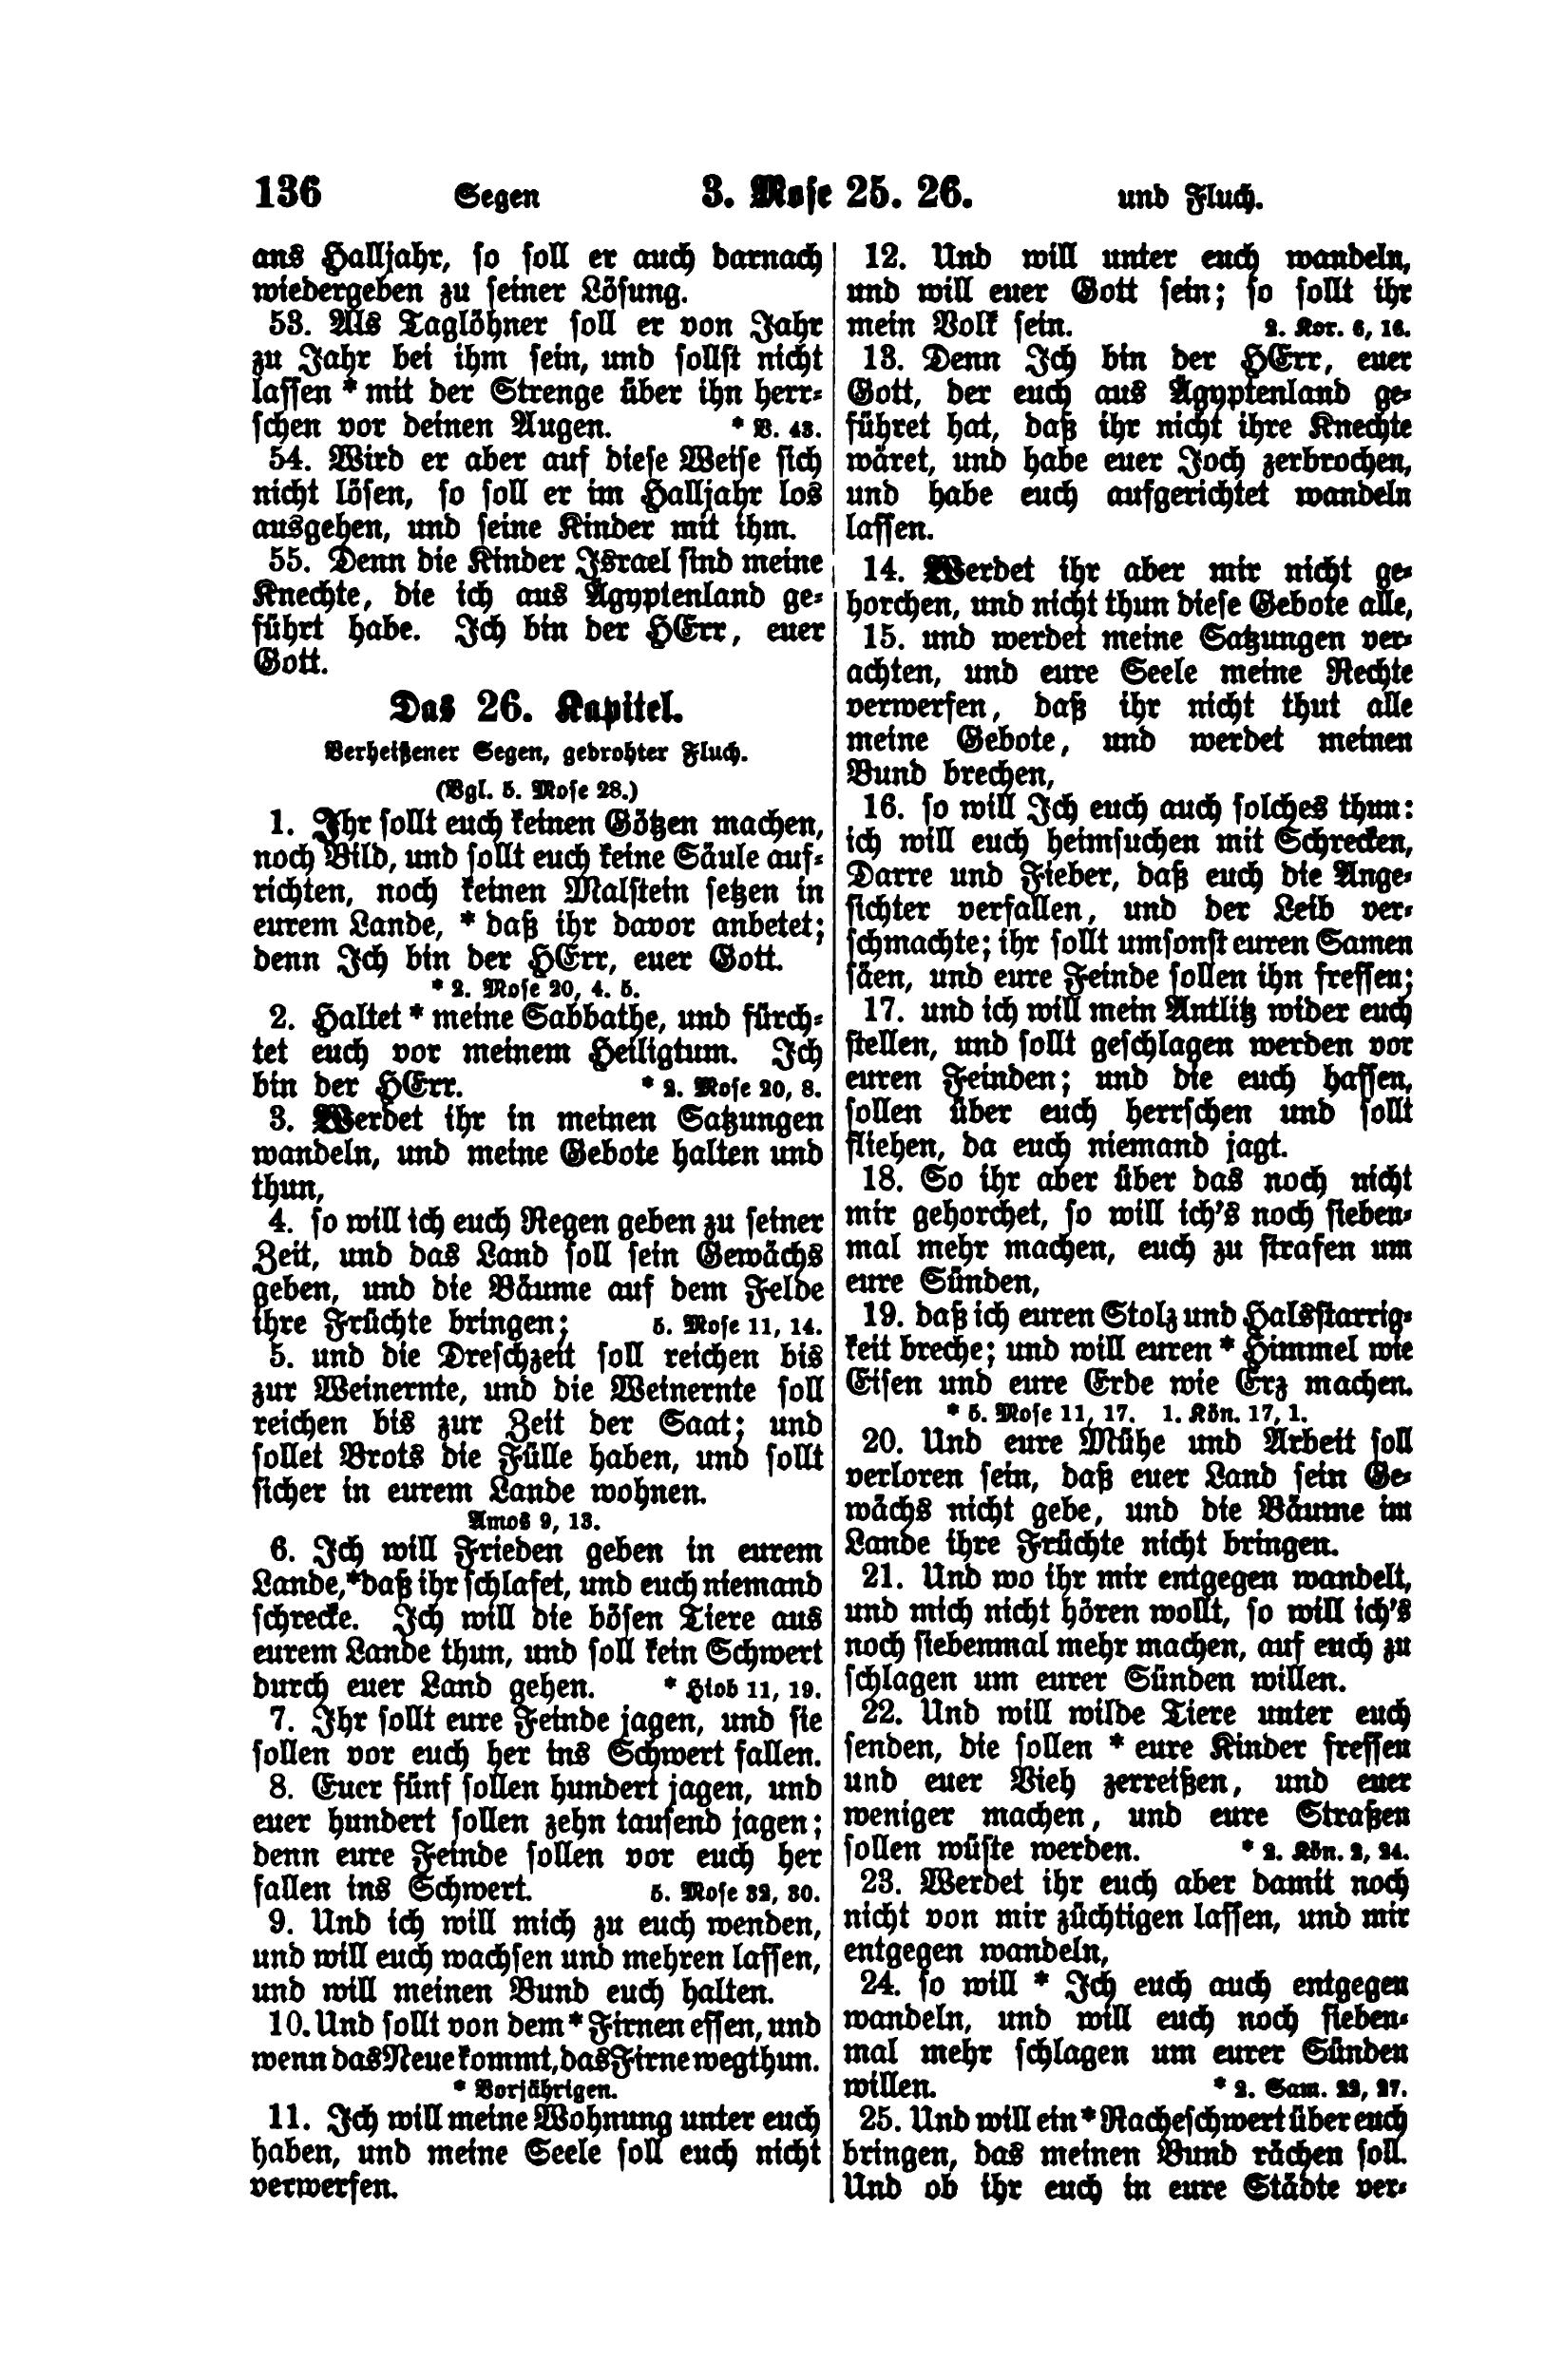 136 Segen 3. Mose 25. 26. und Fluch.
ans Halljahr, so soll er auch darnach
wiedergeben zu seiner Lösung.
53. Als Taglöhner soll er von Jahr
zu Jahr bei ihm sein, und sollst nicht
lassen * mit der Strenge über ihn herr-
schen vor deinen Augen. * V. 43.
54. Wird er aber auf diese Weise sich
nicht lösen, so soll er im Halljahr los
ausgehen, und seine Kinder mit ihm.
55. Denn die Kinder Israel sind meine
Knechte, die ich aus Ägyptenland ge-
führt habe. Ich bin der HErr, euer
Gott.
Das 26. Kapitel.
Verheißener Segen, gedrohter Fluch.
(Vgl. 5. Mose 28.)
1. Ihr sollt euch keinen Götzen machen,
noch Bild, und sollt euch keine Säule auf-
richten, noch keinen Malstein setzen in
eurem Lande, * daß ihr davor anbetet;
denn Ich bin der HErr, euer Gott.
* 2. Mose 20, 4. 5.
2. Haltet * meine Sabbathe, und fürch-
tet euch vor meinem Heiligtum. Ich
bin der HErr. * 2. Mose 20, 8.
3. Werdet ihr in meinen Satzungen
wandeln, und meine Gebote halten und
thun,
4. so will ich euch Regen geben zu seiner
Zeit, und das Land soll sein Gewächs
geben, und die Bäume auf dem Felde
ihre Früchte bringen; 5. Mose 11, 14.
5. und die Dreschzeit soll reichen bis
zur Weinernte, und die Weinernte soll
reichen bis zur Zeit der Saat; und
sollet Brots die Fülle haben, und sollt
sicher in eurem Lande wohnen.
Amos 9, 13.
6. Ich will Frieden geben in eurem
Lande,* daß ihr schlafet, und euch niemand
schrecke. Ich will die bösen Tiere aus
eurem Lande thun, und soll kein Schwert
durch euer Land gehen. * Hiob 11, 19.
7. Ihr sollt eure Feinde jagen, und sie
sollen vor euch her ins Schwert fallen.
8. Euer fünf sollen hundert jagen, und
euer hundert sollen zehn tausend jagen;
denn eure Feinde sollen vor euch her
fallen ins Schwert. 5. Mose 32, 30.
9. Und ich will mich zu euch wenden,
und will euch wachsen und mehren lassen,
und will meinen Bund euch halten.
10. Und sollt von dem * Firnen essen, und
wenn das Neue kommt, das Firne wegthun.
* Vorjährigen.
11. Ich will meine Wohnung unter euch
haben, und meine Seele soll euch nicht
verwerfen.
12. Und will unter euch wandeln,
und will euer Gott sein; so sollt ihr
mein Volk sein. 2. Kor. 6, 16.
13. Denn Ich bin der HErr, euer
Gott, der euch aus Ägyptenland ge-
führet hat, daß ihr nicht ihre Knechte
wäret, und habe euer Joch zerbrochen,
und habe euch aufgerichtet wandeln
lassen.
14. Werdet ihr aber mir nicht ge-
horchen, und nicht thun diese Gebote alle,
15. und werdet meine Satzungen ver-
achten, und eure Seele meine Rechte
verwerfen, daß ihr nicht thut alle
meine Gebote, und werdet meinen
Bund brechen,
16. so will Ich euch auch solches thun:
ich will euch heimsuchen mit Schrecken,
Darre und Fieber, daß euch die Ange-
sichter verfallen, und der Leib ver-
schmachte; ihr sollt umsonst euren Samen
säen, und eure Feinde sollen ihn fressen;
17. und ich will mein Antlitz wider euch
stellen, und sollt geschlagen werden vor
euren Feinden; und die euch hassen,
sollen über euch herrschen und sollt
fliehen, da euch niemand jagt.
18. So ihr aber über das noch nicht
mir gehorchet, so will ich's noch sieben-
mal mehr machen, euch zu strafen um
eure Sünden,
19. daß ich euren Stolz und Halsstarrig-
keit breche; und will euren * Himmel wie
Eisen und eure Erde wie Erz machen.
* 5. Mose 11, 17. 1. Kön. 17, 1.
20. Und eure Mühe und Arbeit soll
verloren sein, daß euer Land sein Ge-
wächs nicht gebe, und die Bäume im
Lande ihre Früchte nicht bringen.
21. Und wo ihr mir entgegen wandelt,
und mich nicht hören wollt, so will ich's
noch siebenmal mehr machen, auf euch zu
schlagen um eurer Sünden willen.
22. Und will wilde Tiere unter euch
senden, die sollen * eure Kinder fressen
und euer Vieh zerreißen, und euer
weniger machen, und eure Straßen
sollen wüste werden. * 2. Kön. 2, 24.
23. Werdet ihr euch aber damit noch
nicht von mir züchtigen lassen, und mir
entgegen wandeln,
24. so will * Ich euch auch entgegen
wandeln, und will euch noch sieben-
mal mehr schlagen um eurer Sünden
willen. * 2. Sam. 22, 27.
25. Und will ein * Racheschwert über euch
bringen, das meinen Bund rächen soll.
Und ob ihr euch in eure Städte ver-